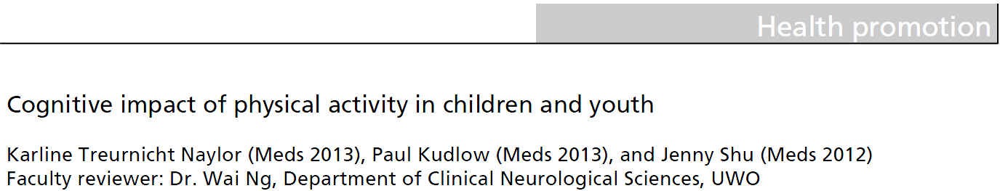 Health promotion
Cognitive impact of physical activity in children and youth
Karline Treurnicht Naylor (Meds 2013), Paul Kudlow (Meds 2013), and Jenny Shu (Meds 2012)
Faculty reviewer: Dr. Wai Ng, Department of Clinical Neurological Sciences, UWO